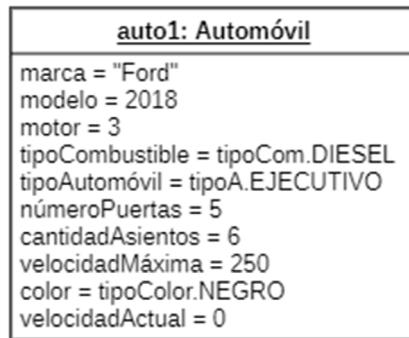 auto1: Automóvil
marca = "Ford"
modelo = 2018
motor = 3
tipoCombustible = tipoCom.DIESEL
tipoAutomóvil = tipoA.EJECUTIVO
númeroPuertas = 5
cantidadAsientos = 6
velocidadMáxima = 250
color = tipoColor.NEGRO
velocidadActual = 0